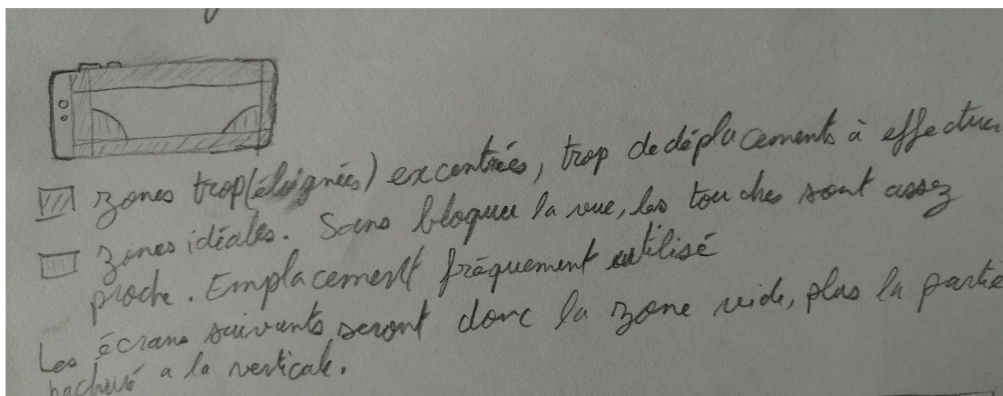 zones trop (éloignées) excentrées, trop de déplacements à effectuer
zones idéales. Sans bloquer la vue, les touches sont assez
proche. Emplacement fréquemment utilisé
Les écrans suivants seront donc la zone vide, plus la partie
hachuré a la verticale.